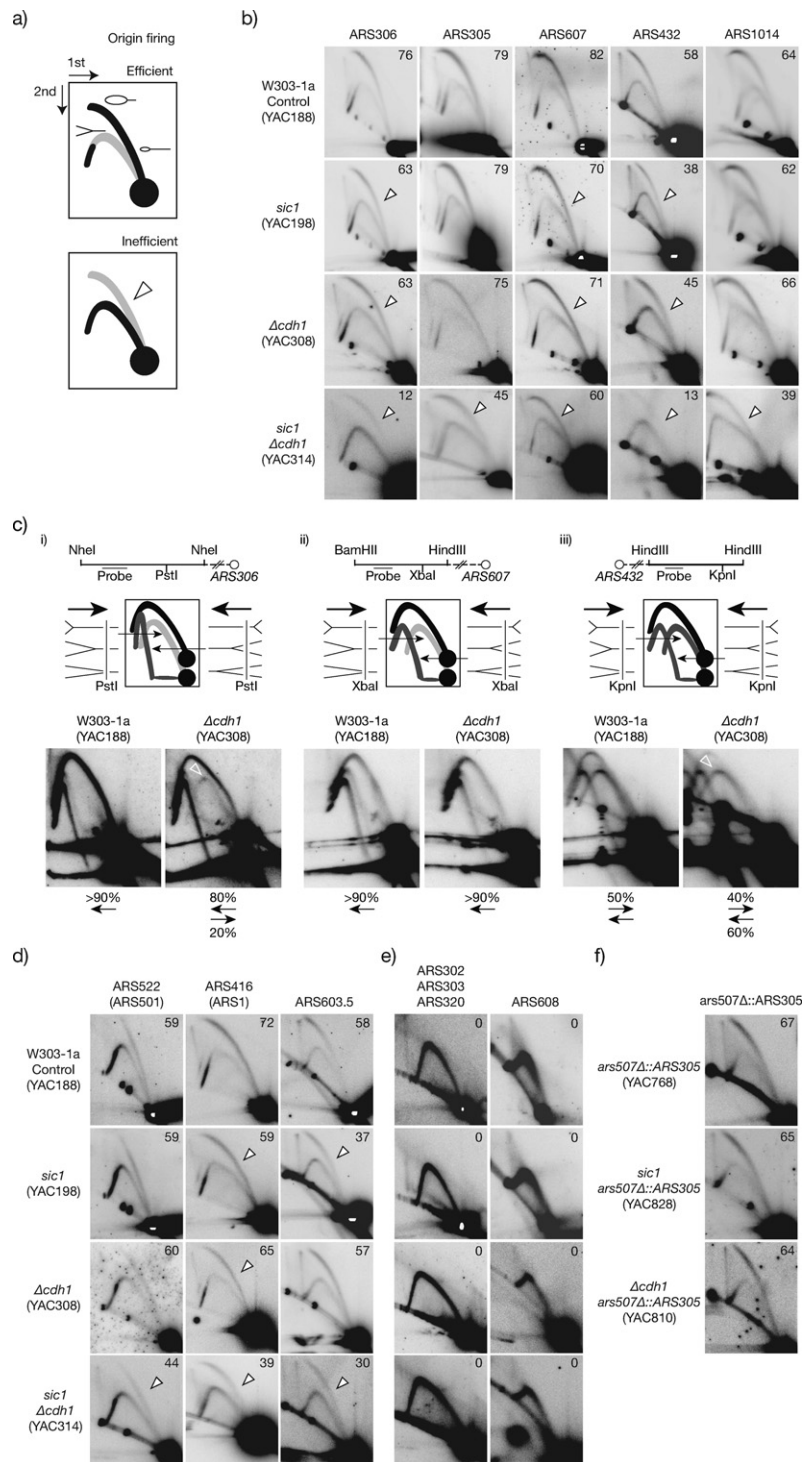 a)
Origin firing
1st
Efficient
2nd
Inefficient
b)
ARS306 ARS305 ARS607 ARS432 ARS1014
W303-1a
Control
(YAC188)
76 79 82 58 64
sic1
(YAC198)
63 79 70 38 62
Δcdh1
(YAC308)
63 75 71 45 66
sic1
Δcdh1
(YAC314)
12 45 60 13 39
c)
i)
NheI NheI
Probe PstI ARS306
PstI PstI
W303-1a
(YAC188)
Δcdh1
(YAC308)
>90% 80%
20%
ii)
BamHII HindIII
Probe XbaI ARS607
XbaI XbaI
W303-1a
(YAC188)
Δcdh1
(YAC308)
>90% >90%
iii)
HindIII HindIII
ARS432 Probe KpnI
KpnI KpnI
W303-1a
(YAC188)
Δcdh1
(YAC308)
50% 40%
60%
d)
ARS522
(ARS501)
ARS416
(ARS1)
ARS603.5
W303-1a
Control
(YAC188)
59 72 58
sic1
(YAC198)
59 59 37
Δcdh1
(YAC308)
60 65 57
sic1
Δcdh1
(YAC314)
44 39 30
e)
ARS302
ARS303
ARS320
ARS608
0 0
0 0
0 0
0 0
f)
ars507Δ::ARS305
ars507Δ::ARS305
(YAC768)
67
sic1
ars507Δ::ARS305
(YAC828)
65
Δcdh1
ars507Δ::ARS305
(YAC810)
64